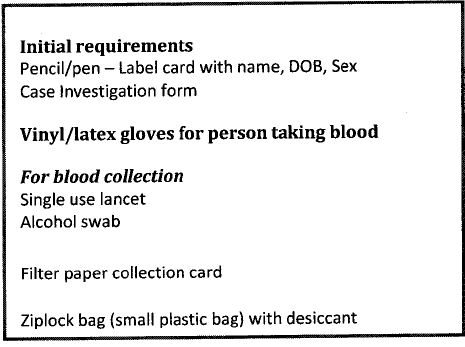 Initial requirements
Pencil/pen – Label card with name, DOB, Sex
Case Investigation form
Vinyl/latex gloves for person taking blood
For blood collection
Single use lancet
Alcohol swab
Filter paper collection card
Ziplock bag (small plastic bag) with desiccant